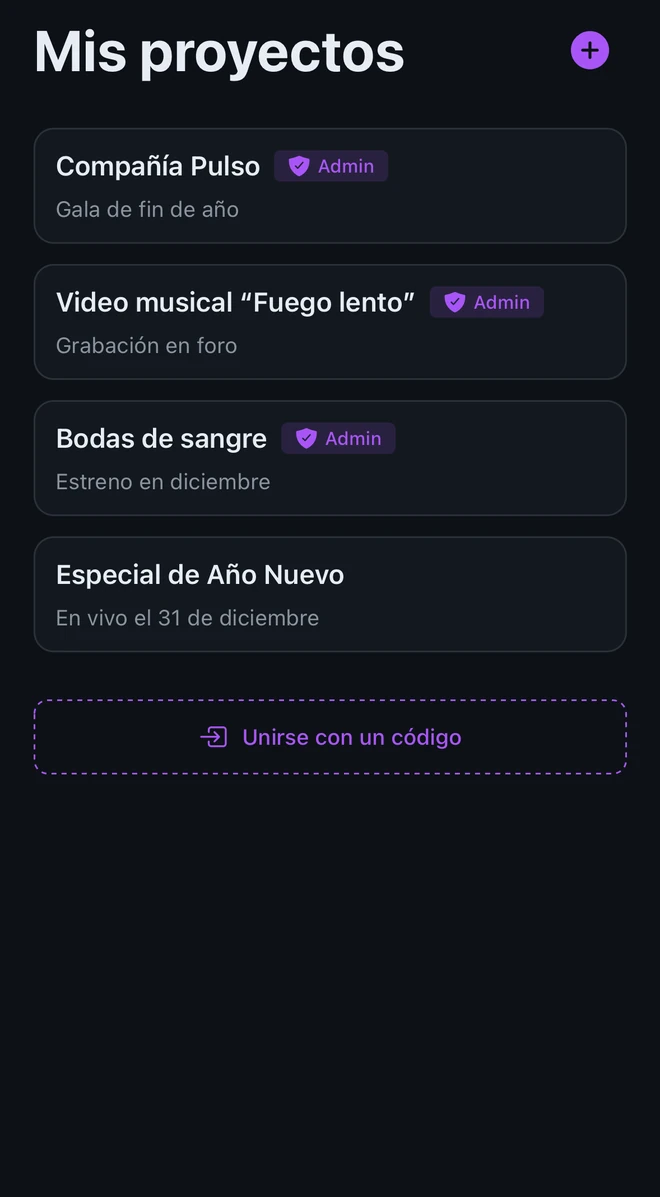 Mis proyectos
Compañía Pulso Admin
Gala de fin de año
Video musical “Fuego lento” Admin
Grabación en foro
Bodas de sangre Admin
Estreno en diciembre
Especial de Año Nuevo
En vivo el 31 de diciembre
Unirse con un código